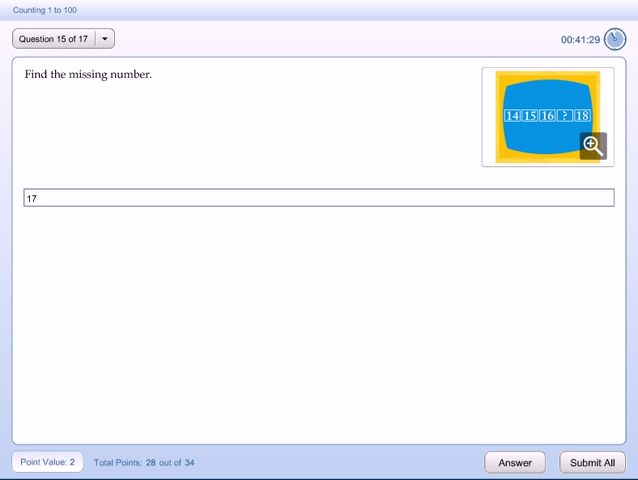 Counting 1 to 100
Question 15 of 17
00:41:29
Find the missing number.
14 15 16 ? 18
17
Point Value: 2
Total Points: 28 out of 34
Answer
Submit All